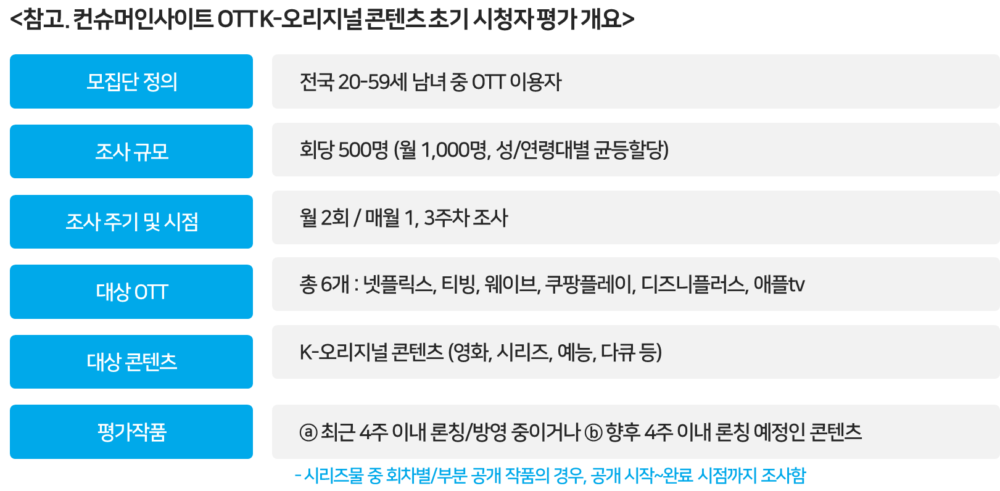 <참고. 컨슈머인사이트 OTT K-오리지널 콘텐츠 초기 시청자 평가 개요>
모집단 정의
전국 20-59세 남녀 중 OTT 이용자
조사 규모
회당 500명 (월 1,000명, 성/연령대별 균등할당)
조사 주기 및 시점
월 2회 / 매월 1, 3주차 조사
대상 OTT
총 6개 : 넷플릭스, 티빙, 웨이브, 쿠팡플레이, 디즈니플러스, 애플tv
대상 콘텐츠
K-오리지널 콘텐츠 (영화, 시리즈, 예능, 다큐 등)
평가작품
ⓐ 최근 4주 이내 론칭/방영 중이거나 ⓑ 향후 4주 이내 론칭 예정인 콘텐츠
- 시리즈물 중 회차별/부분 공개 작품의 경우, 공개 시작~완료 시점까지 조사함